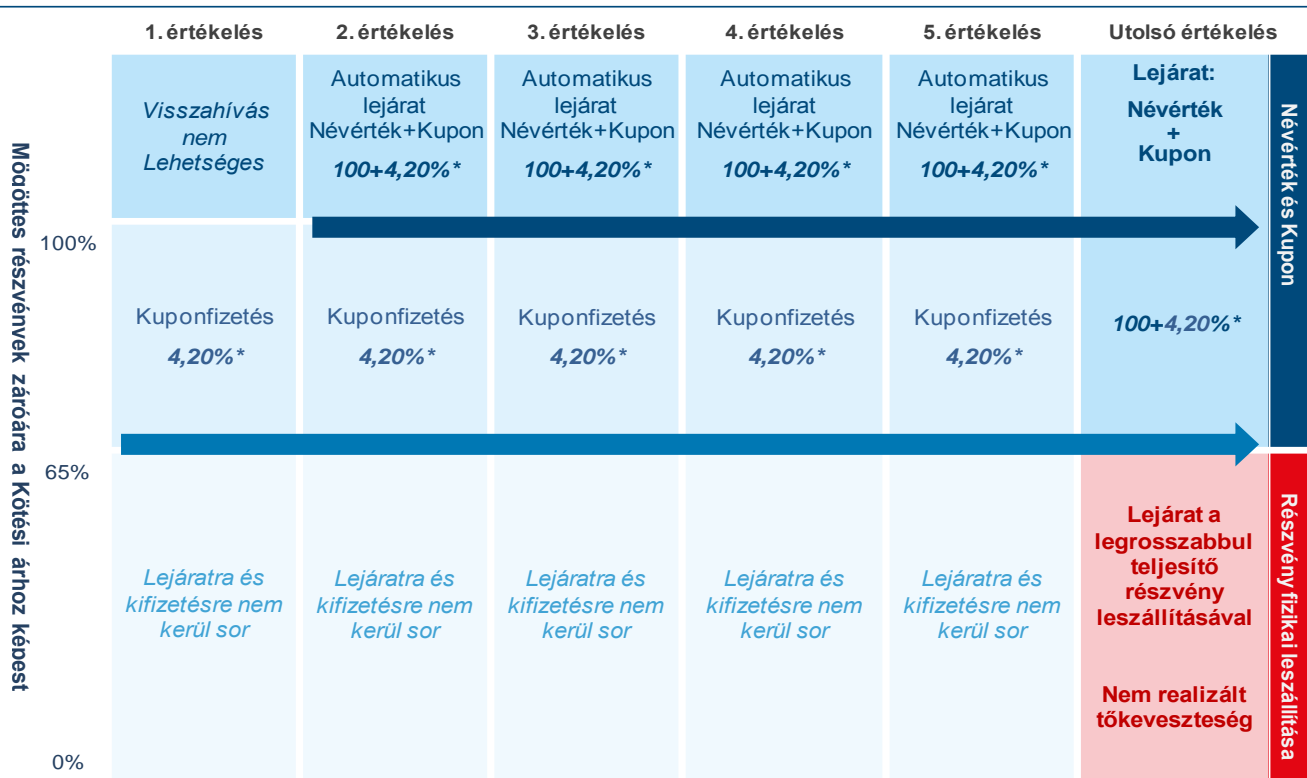 1. értékelés
2. értékelés
3. értékelés
4. értékelés
5. értékelés
Utolsó értékelés
Mögöttes részvények záróára a Kötési árhoz képest
100%
65%
0%
Visszahívás
nem
Lehetséges
Automatikus
lejárat
Névérték+Kupon
100+4,20%*
Automatikus
lejárat
Névérték+Kupon
100+4,20%*
Automatikus
lejárat
Névérték+Kupon
100+4,20%*
Automatikus
lejárat
Névérték+Kupon
100+4,20%*
Lejárat:
Névérték
+
Kupon
Kuponfizetés
4,20%*
Kuponfizetés
4,20%*
Kuponfizetés
4,20%*
Kuponfizetés
4,20%*
Kuponfizetés
4,20%*
100+4,20%*
Névérték és Kupon
Lejáratra és
kifizetésre nem
kerül sor
Lejáratra és
kifizetésre nem
kerül sor
Lejáratra és
kifizetésre nem
kerül sor
Lejáratra és
kifizetésre nem
kerül sor
Lejáratra és
kifizetésre nem
kerül sor
Lejárat a
legrosszabbul
teljesítő
részvény
leszállításával
Nem realizált
tőkeveszteség
Részvény fizikai leszállítása